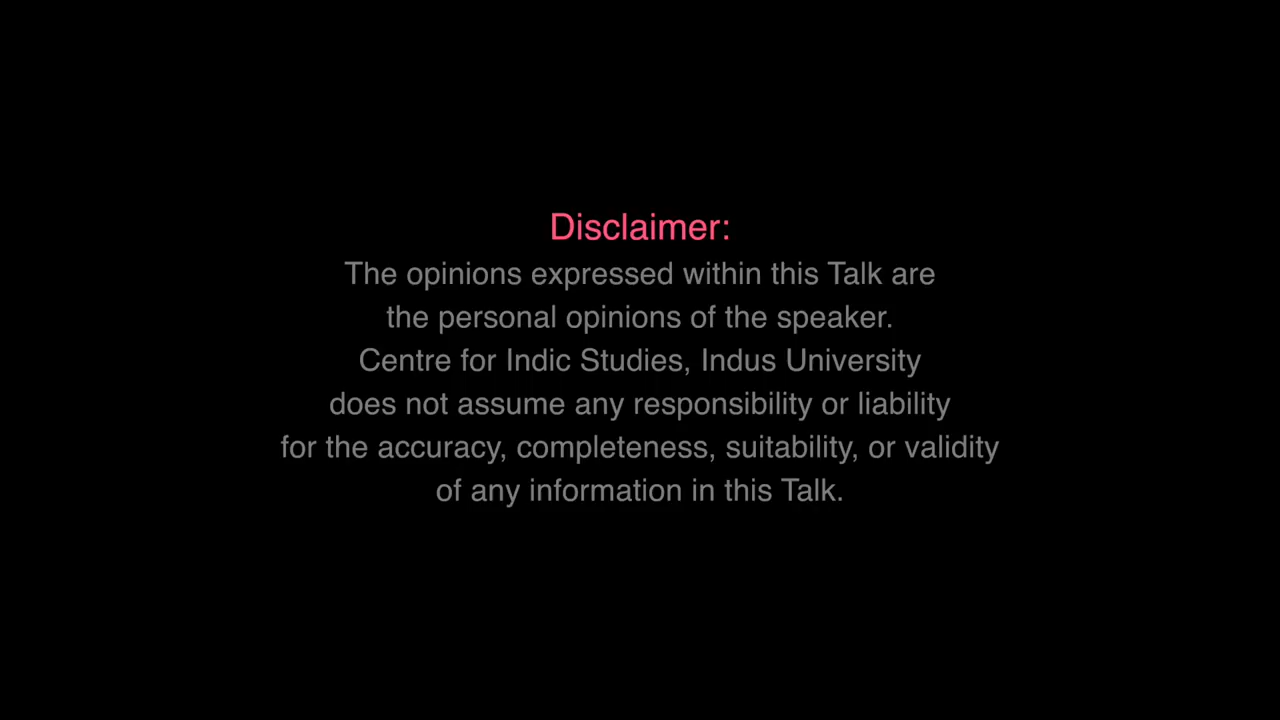 Disclaimer:
The opinions expressed within this Talk are
the personal opinions of the speaker.
Centre for Indic Studies, Indus University
does not assume any responsibility or liability
for the accuracy, completeness, suitability, or validity
of any information in this Talk.